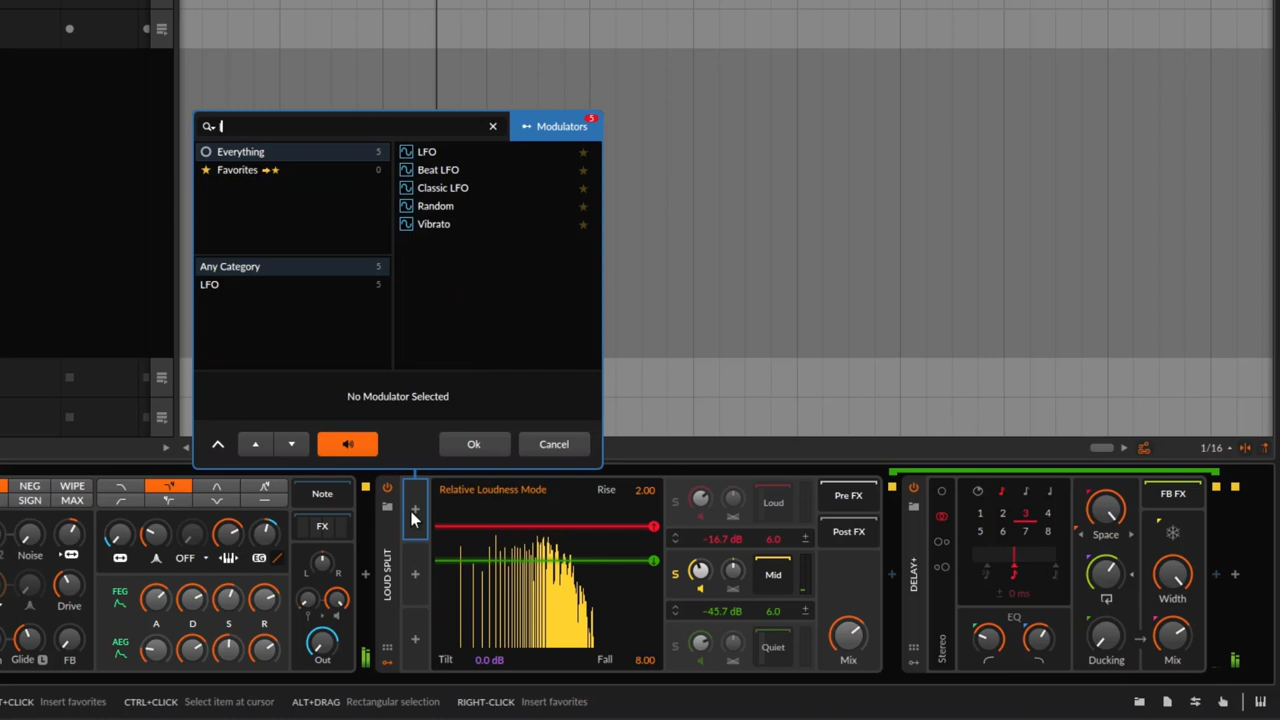 l
Modulators
5
Everything 5
Favorites 0
Any Category 5
LFO 5
LFO
Beat LFO
Classic LFO
Random
Vibrato
No Modulator Selected
Ok
Cancel
1/16
NEG WIPE
SIGN MAX
Noise
OFF
EG
Drive
FEG
A D S R
AEG
Glide L FB
Note
FX
L R
Out
LOUD SPLIT
Relative Loudness Mode Rise 2.00
Tilt 0.0 dB Fall 8.00
S Loud
-16.7 dB 6.0 ±
S Mid
-45.7 dB 6.0 ±
S Quiet
Pre FX
Post FX
Mix
DELAY+
Stereo
1 2 3 4
5 6 7 8
± 0 ms
EQ
Space
Ducking
FB FX
Width
Mix
T+CLICK Insert favorites CTRL+CLICK Select item at cursor ALT+DRAG Rectangular selection RIGHT-CLICK Insert favorites